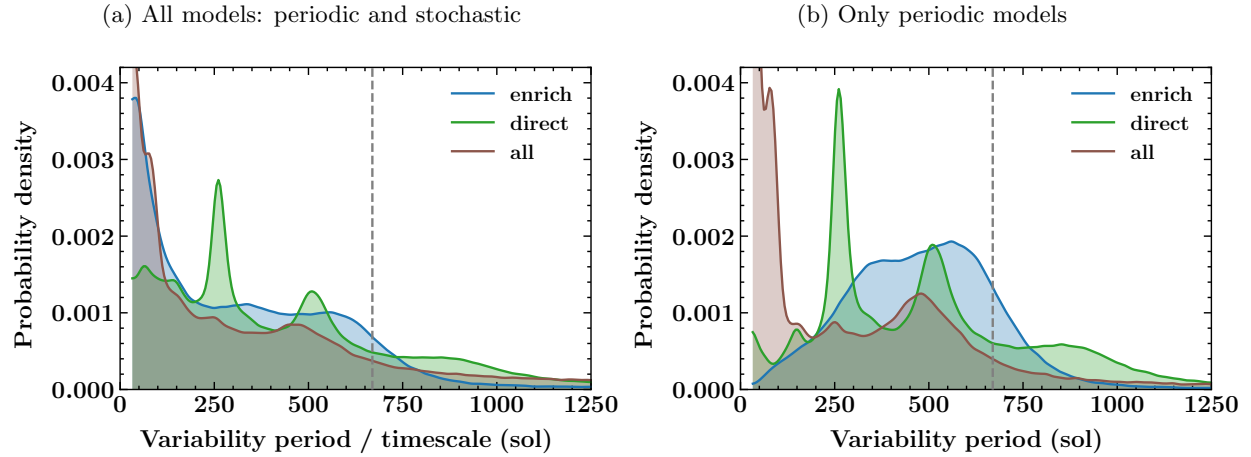 (a) All models: periodic and stochastic
(b) Only periodic models
Probability density
0.004
0.003
0.002
0.001
0.000
0
250
500
750
1000
1250
enrich
direct
all
Variability period / timescale (sol)
Probability density
0.004
0.003
0.002
0.001
0.000
0
250
500
750
1000
1250
enrich
direct
all
Variability period (sol)